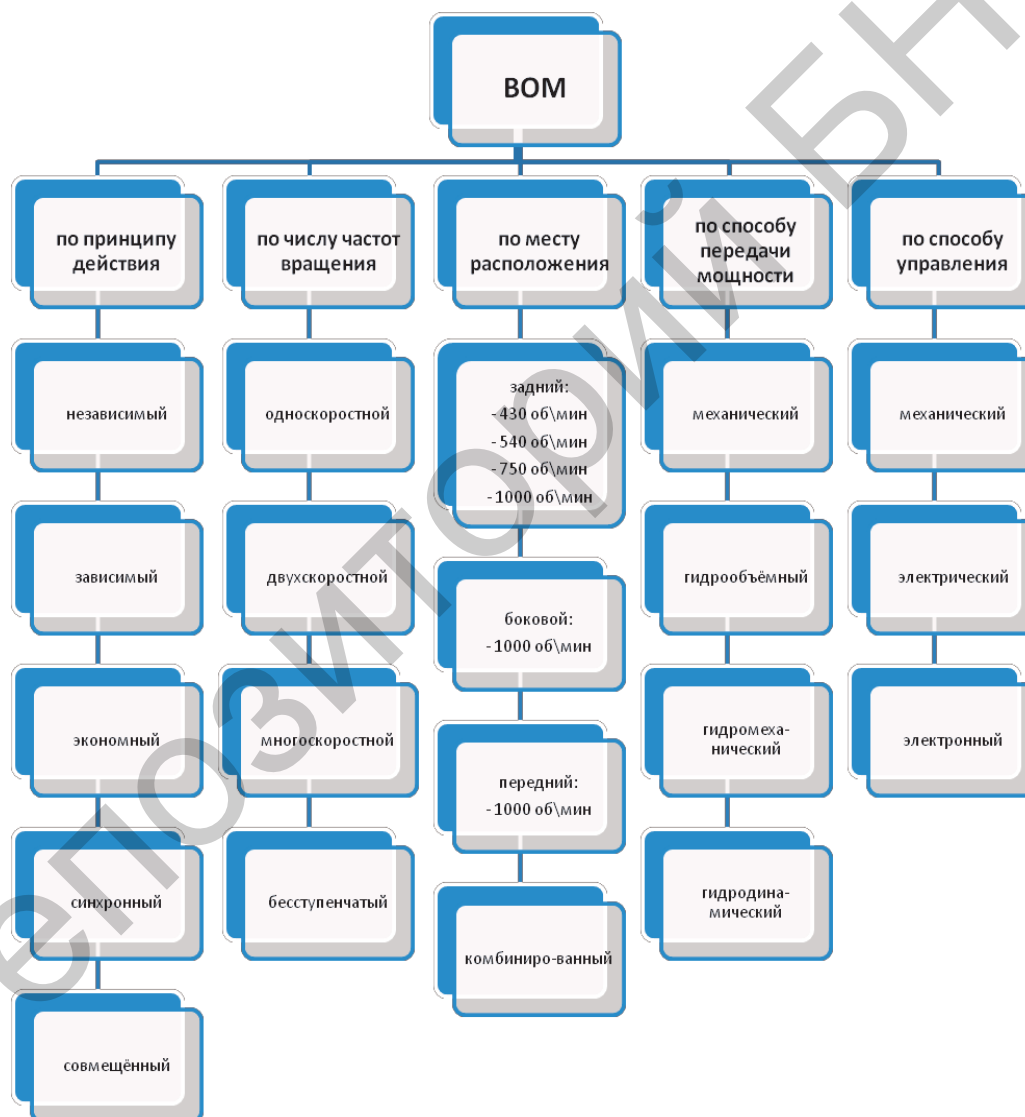 ВОМ
по принципу
действия
независимый
зависимый
экономный
синхронный
совмещённый
по числу частот
вращения
односкоростной
двухскоростной
многоскоростной
бесступенчатый
по месту
расположения
задний:
-430 об\мин
-540 об\мин
-750 об\мин
-1000 об\мин
боковой:
-1000 об\мин
передний:
-1000 об\мин
комбиниро-ванный
по способу
передачи
мощности
механический
гидрообъёмный
гидромеха-
нический
гидродина-
мический
по способу
управления
механический
электрический
электронный
епозиторий БН